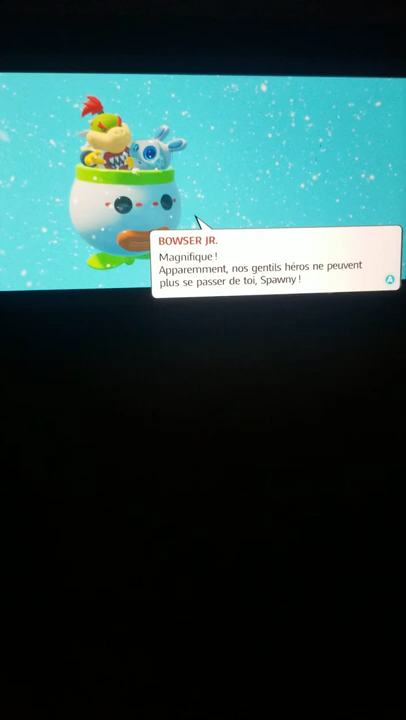 BOWSER JR.
Magnifique !
Apparemment, nos gentils héros ne peuvent
plus se passer de toi, Spawny !
A